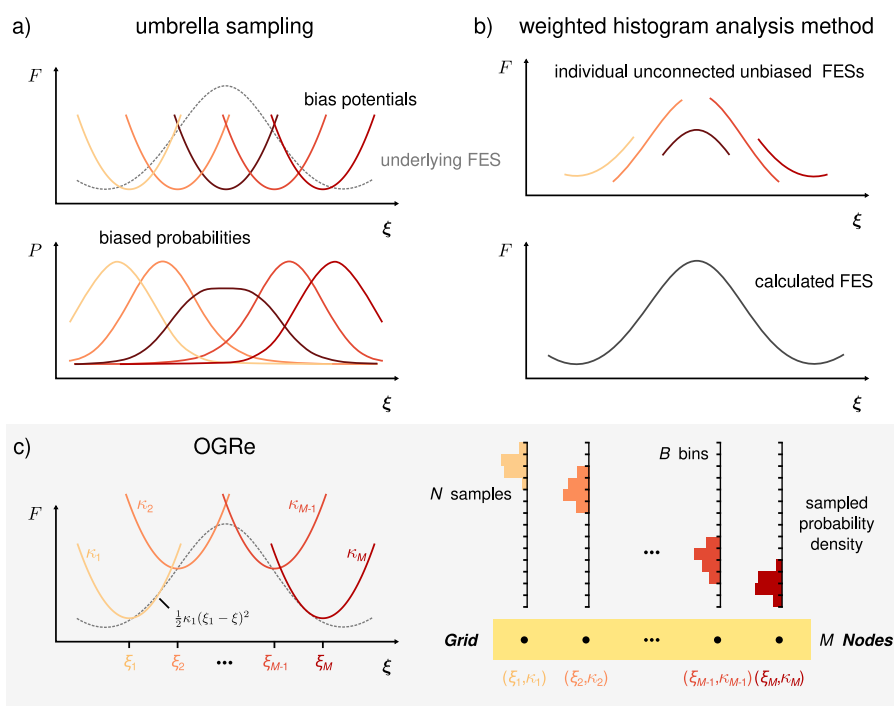 a)
umbrella sampling
F
bias potentials
underlying FES
ξ
P
biased probabilities
ξ
b)
weighted histogram analysis method
F
individual unconnected unbiased FESs
ξ
F
calculated FES
ξ
c)
OGRe
F
κ1
κ2
κM-1
κM
½κ1(ξ1 − ξ)²
ξ1
ξ2
•••
ξM-1
ξM
ξ
N samples
B bins
sampled
probability
density
•••
Grid
•••
M Nodes
(ξ1,κ1)
(ξ2,κ2)
(ξM-1,κM-1)
(ξM,κM)